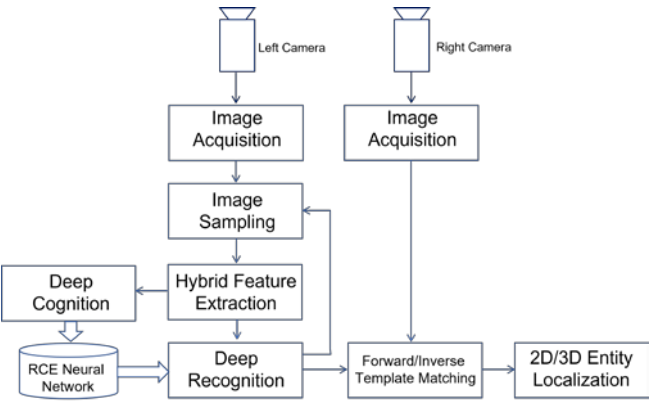 Left Camera
Right Camera
Image
Acquisition
Image
Acquisition
Image
Sampling
Deep
Cognition
Hybrid Feature
Extraction
RCE Neural
Network
Deep
Recognition
Forward/Inverse
Template Matching
2D/3D Entity
Localization